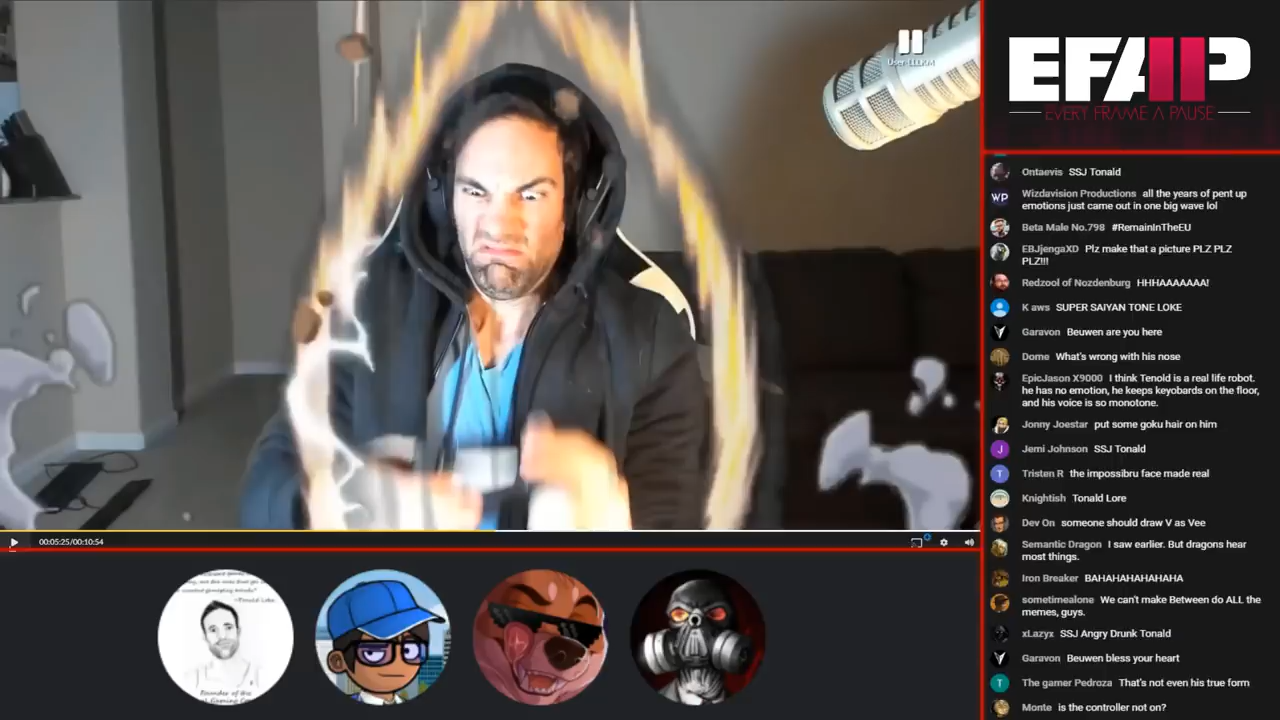 EFAP
EVERY FRAME A PAUSE
Ontaevis SSJ Tonald
Wizdavision Productions all the years of pent up
emotions just came out in one big wave lol
Beta Male No.798 #RemainInTheEU
EBJjengaXD Plz make that a picture PLZ PLZ
PLZ!!!
Redzool of Nozdenburg HHHAAAAAAA!
K aws SUPER SAIYAN TONE LOKE
Garavon Beuwen are you here
Dome What's wrong with his nose
EpicJason X9000 I think Tenold is a real life robot.
he has no emotion, he keeps keyobards on the floor,
and his voice is so monotone.
Jonny Joestar put some goku hair on him
Jemi Johnson SSJ Tonald
Tristen R the impossibru face made real
Knightish Tonald Lore
Dev On someone should draw V as Vee
Semantic Dragon I saw earlier. But dragons hear
most things.
Iron Breaker BAHAHAHAHAHAHA
sometimealone We can't make Between do ALL the
memes, guys.
xLazyx SSJ Angry Drunk Tonald
Garavon Beuwen bless your heart
The gamer Pedroza That's not even his true form
Monte is the controller not on?
WP
J
T
T
00:05:25/00:10:54
Founder of the